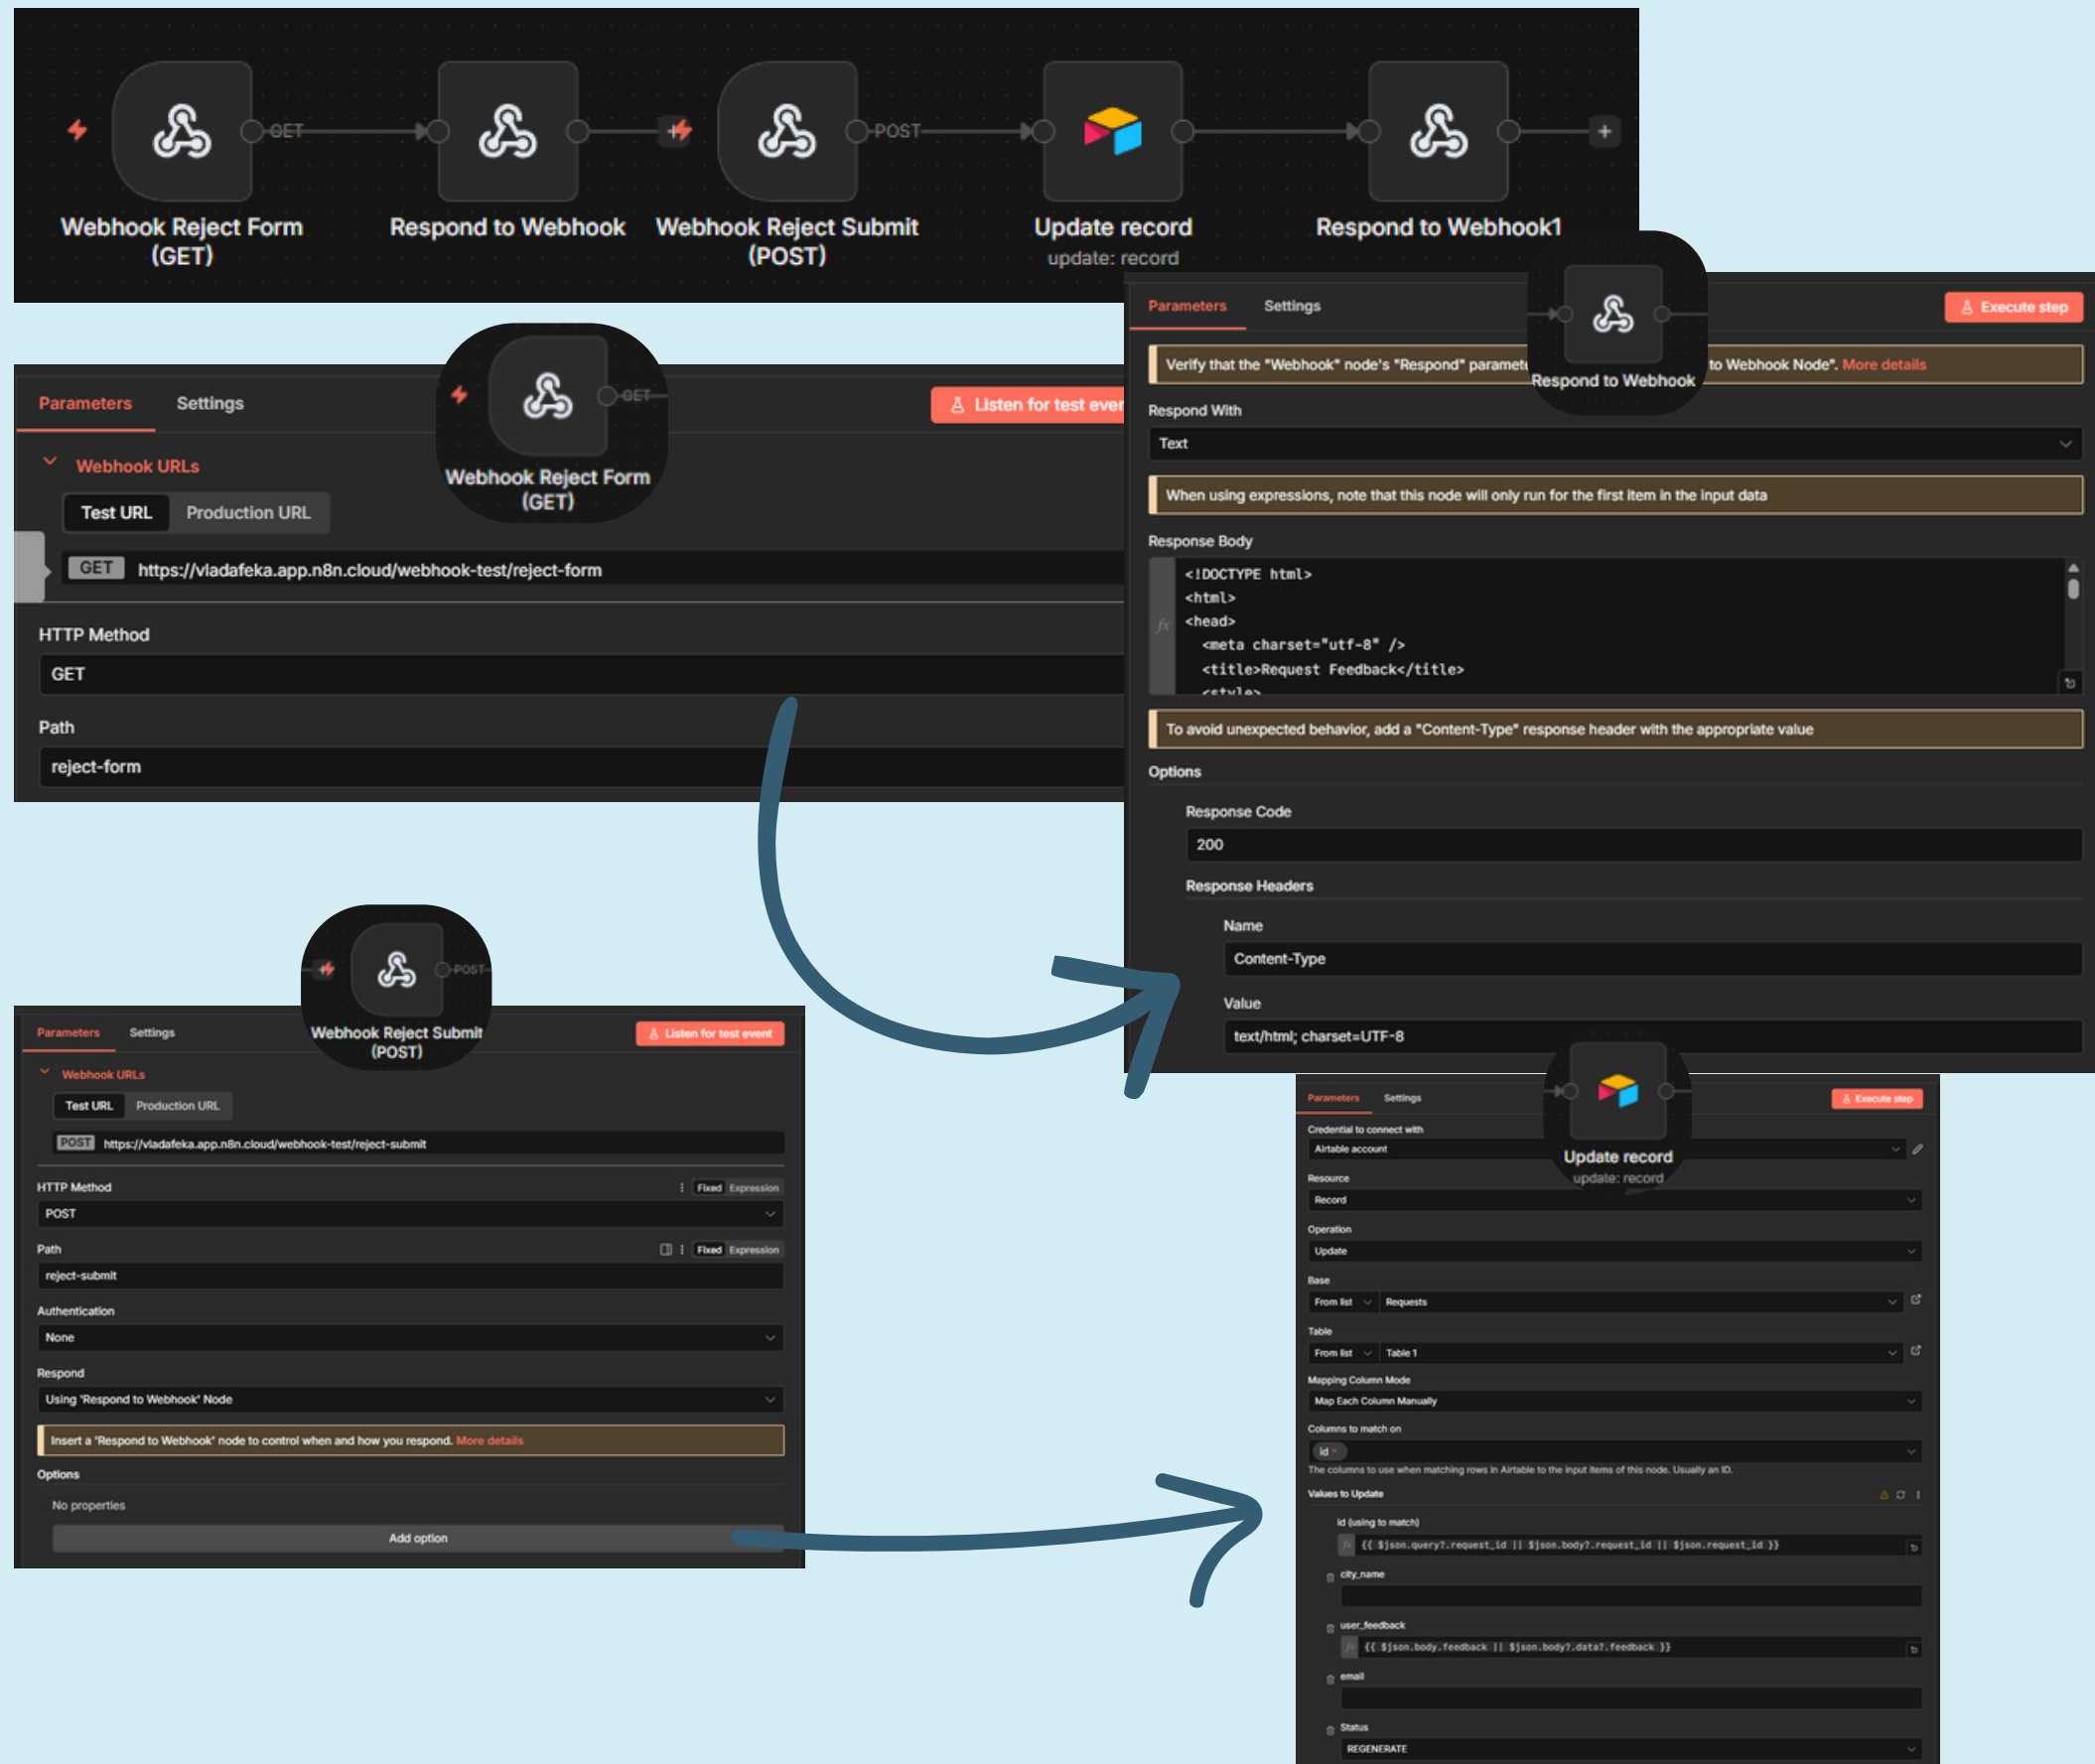 GET
POST
Webhook Reject Form
(GET)
Respond to Webhook
Webhook Reject Submit
(POST)
Update record
update: record
Respond to Webhook1
Parameters
Settings
GET
Webhook Reject Form
(GET)
Listen for test ever
Webhook URLs
Test URL
Production URL
GET
https://vladafeka.app.n8n.cloud/webhook-test/reject-form
HTTP Method
GET
Path
reject-form
Parameters
Settings
Respond to Webhook
Execute step
Verify that the "Webhook" node's "Respond" paramet to Webhook Node". More details
Respond With
Text
When using expressions, note that this node will only run for the first item in the input data
Response Body
fx
<!DOCTYPE html>
<html>
<head>
<meta charset="utf-8" />
<title>Request Feedback</title>
<style>
To avoid unexpected behavior, add a "Content-Type" response header with the appropriate value
Options
Response Code
200
Response Headers
Name
Content-Type
Value
text/html; charset=UTF-8
POST
Webhook Reject Submit
(POST)
Parameters
Settings
Listen for test event
Webhook URLs
Test URL
Production URL
POST
https://vladafeka.app.n8n.cloud/webhook-test/reject-submit
HTTP Method
Fixed
Expression
POST
Path
Fixed
Expression
reject-submit
Authentication
None
Respond
Using 'Respond to Webhook' Node
Insert a 'Respond to Webhook' node to control when and how you respond. More details
Options
No properties
Add option
Parameters
Settings
Update record
update: record
Execute step
Credential to connect with
Airtable account
Resource
Record
Operation
Update
Base
From list
Requests
Table
From list
Table 1
Mapping Column Mode
Map Each Column Manually
Columns to match on
id ×
The columns to use when matching rows in Airtable to the input items of this node. Usually an ID.
Values to Update
id (using to match)
fx
{{ $json.query?.request_id || $json.body?.request_id || $json.request_id }}
city_name
user_feedback
fx
{{ $json.body.feedback || $json.body?.data?.feedback }}
email
Status
REGENERATE